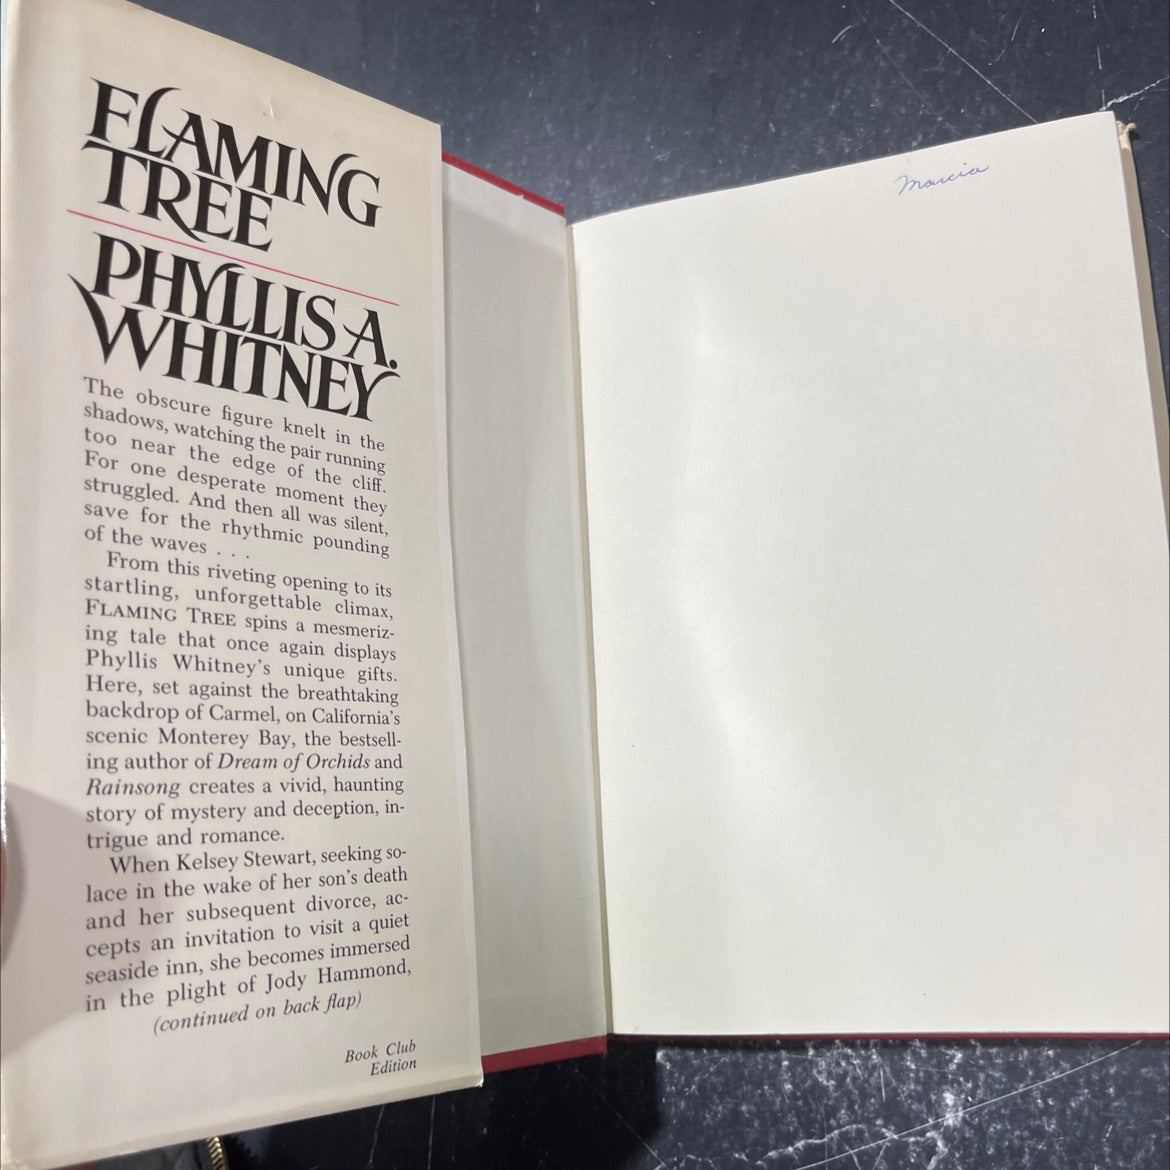 FLAMING
TREE
PHYLLIS A.
WHITNEY
The obscure figure knelt in the
shadows, watching the pair running
too near the edge of the cliff.
For one desperate moment they
struggled. And then all was silent,
save for the rhythmic pounding
of the waves . . .
From this riveting opening to its
startling, unforgettable climax,
FLAMING TREE spins a mesmeriz-
ing tale that once again displays
Phyllis Whitney's unique gifts.
Here, set against the breathtaking
backdrop of Carmel, on California's
scenic Monterey Bay, the bestsell-
ing author of Dream of Orchids and
Rainsong creates a vivid, haunting
story of mystery and deception, in-
trigue and romance.
When Kelsey Stewart, seeking so-
lace in the wake of her son's death
and her subsequent divorce, ac-
cepts an invitation to visit a quiet
seaside inn, she becomes immersed
in the plight of Jody Hammond,
(continued on back flap)
Book Club
Edition
Marcia